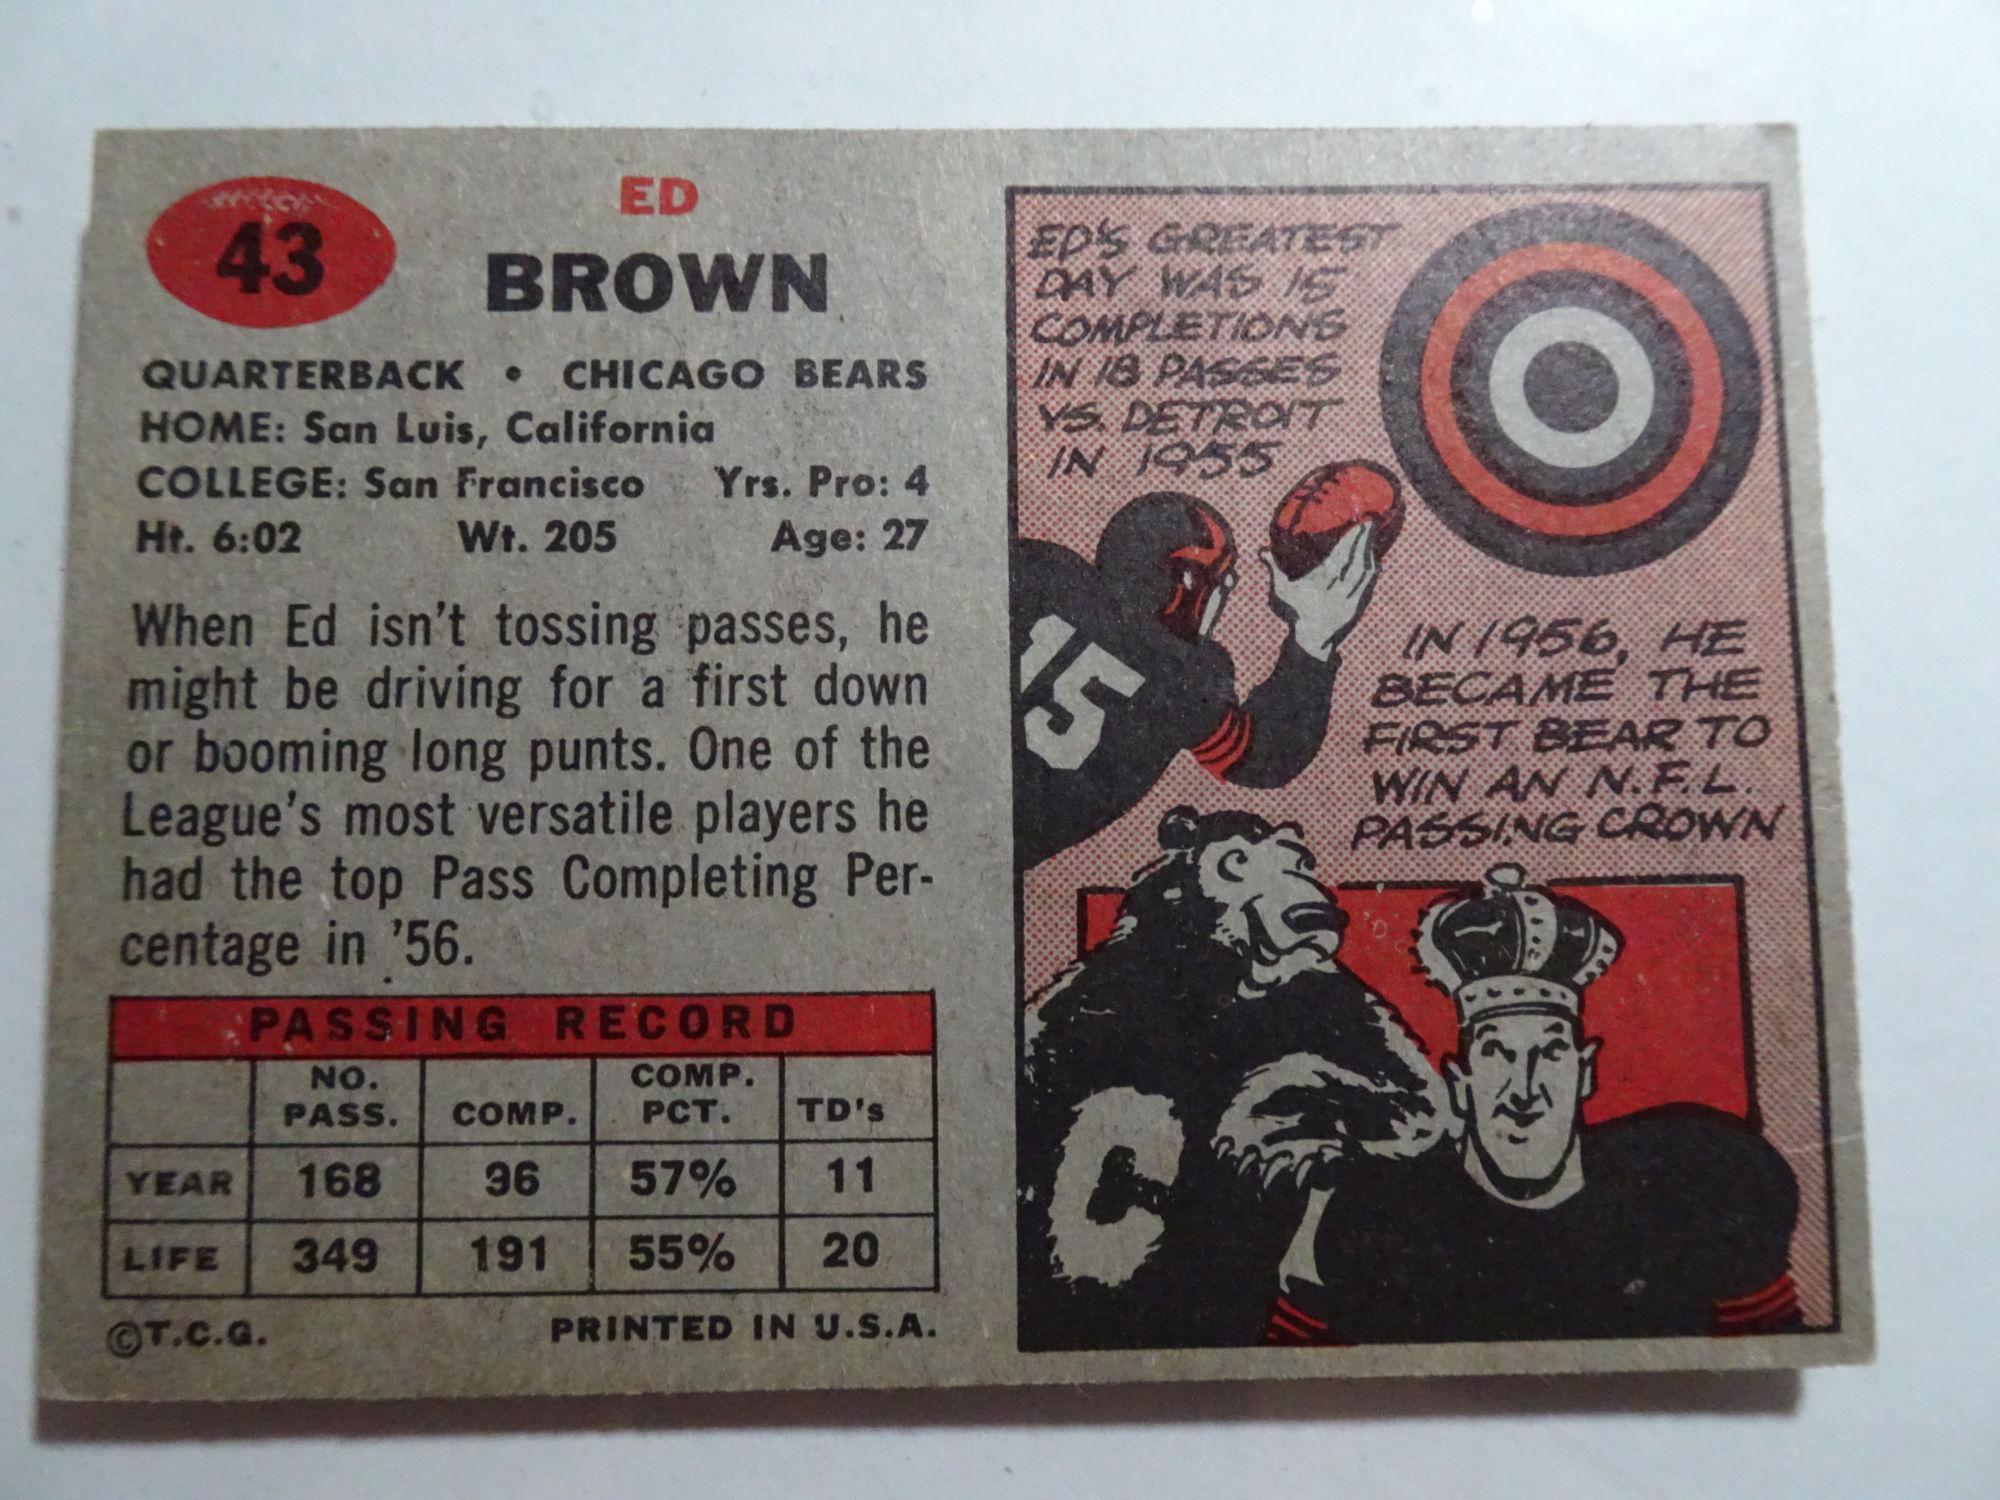 43
ED
BROWN
QUARTERBACK • CHICAGO BEARS
HOME: San Luis, California
COLLEGE: San Francisco Yrs. Pro: 4
Ht. 6:02 Wt. 205 Age: 27
When Ed isn't tossing passes, he
might be driving for a first down
or booming long punts. One of the
League's most versatile players he
had the top Pass Completing Per-
centage in '56.
PASSING RECORD
NO. PASS. COMP. COMP. PCT. TD's
YEAR 168 96 57% 11
LIFE 349 191 55% 20
©T.C.G. PRINTED IN U.S.A.
ED'S GREATEST
DAY WAS 15
COMPLETIONS
IN 18 PASSES
VS. DETROIT
IN 1955
15
IN 1956, HE
BECAME THE
FIRST BEAR TO
WIN AN N.F.L.
PASSING CROWN
C